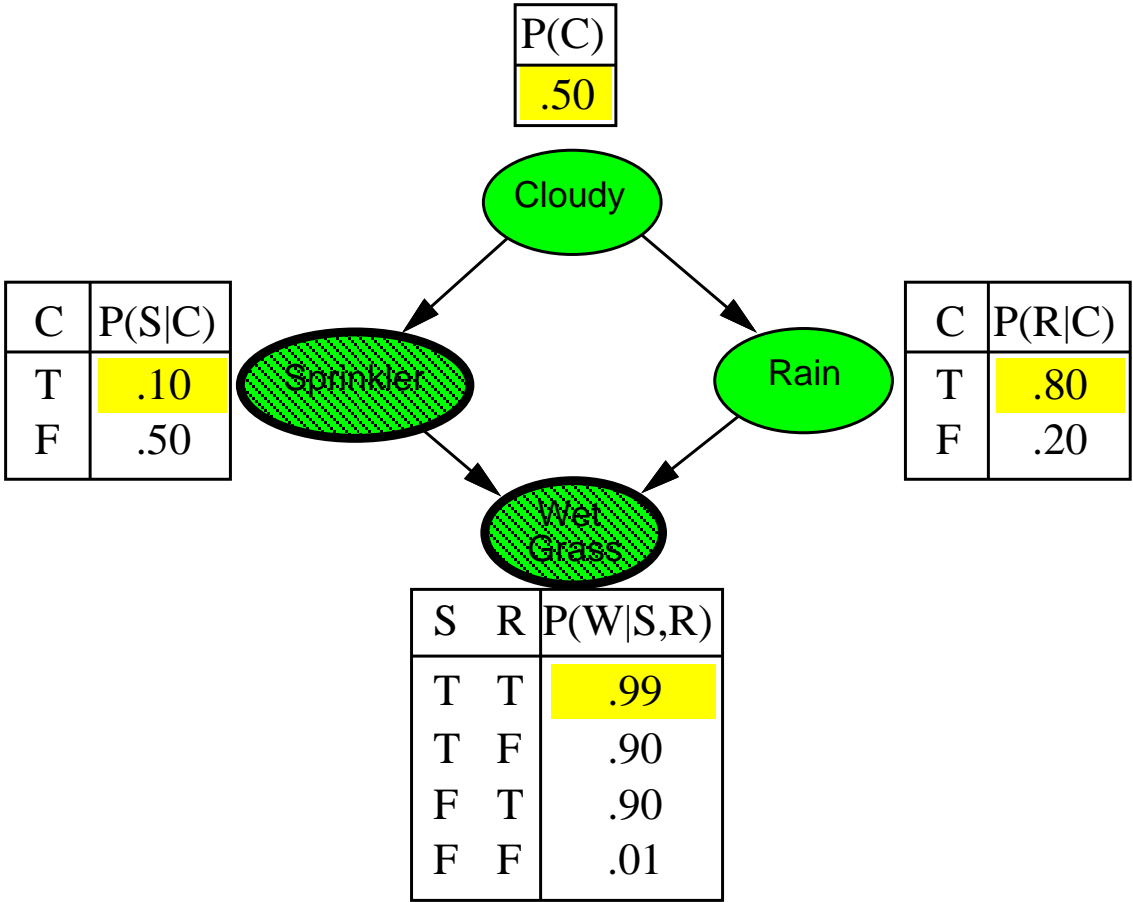 P(C)
.50
Cloudy
C P(S|C)
T .10
F .50
Sprinkler
Rain
C P(R|C)
T .80
F .20
Wet
Grass
S R P(W|S,R)
T T .99
T F .90
F T .90
F F .01